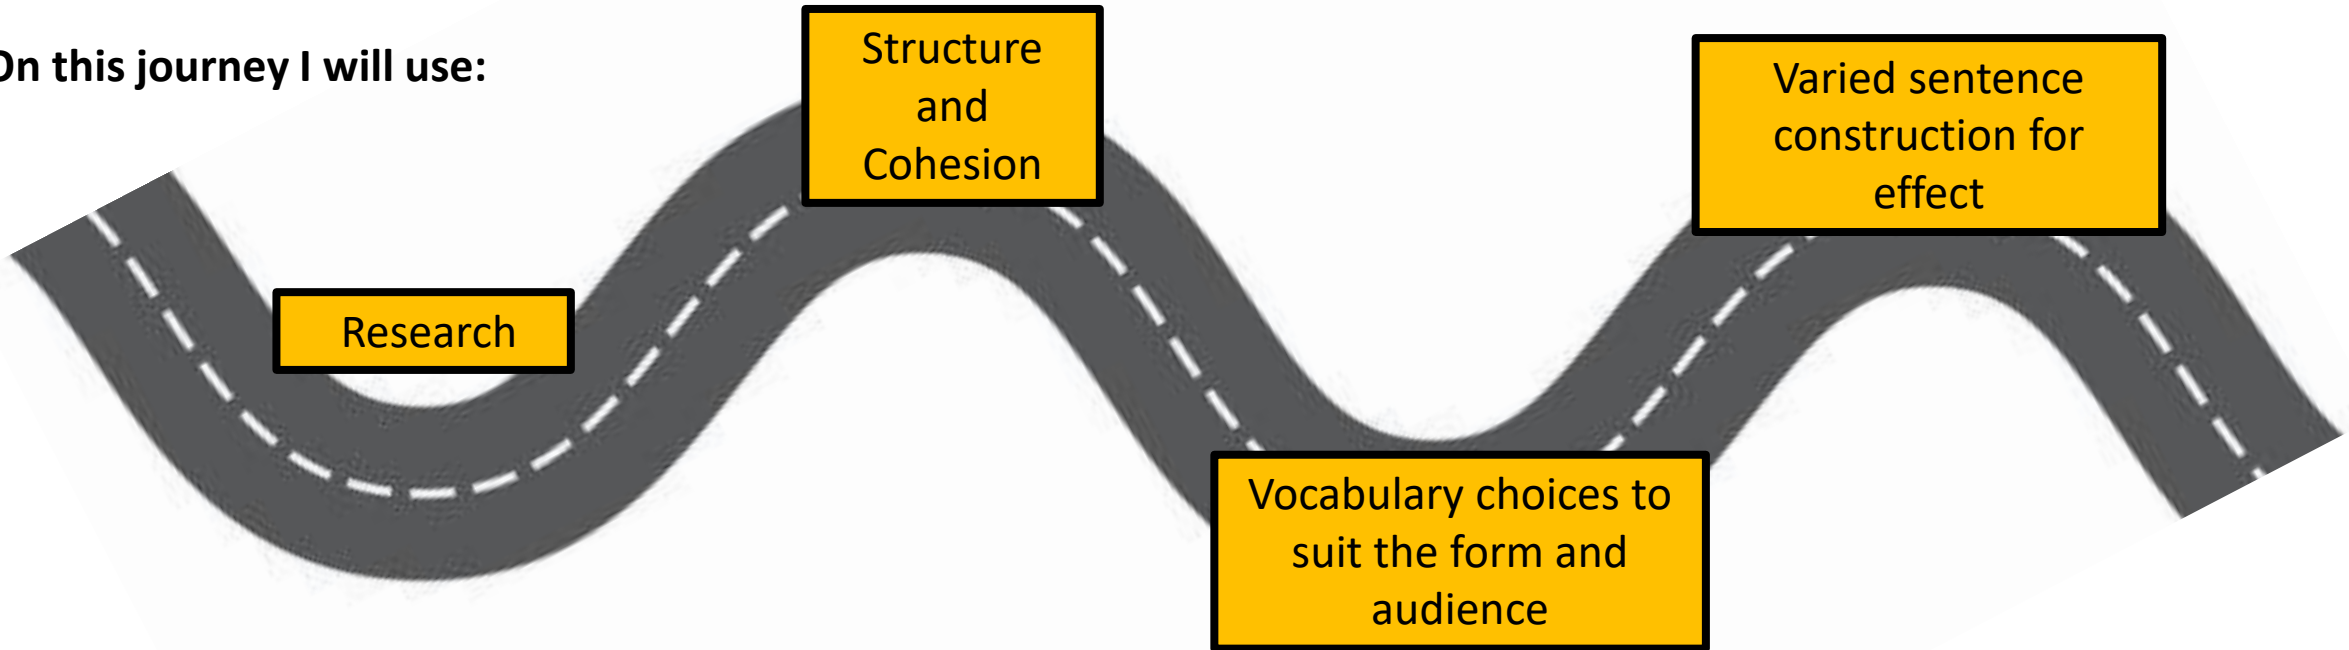 On this journey I will use:
Research
Structure
and
Cohesion
Vocabulary choices to
suit the form and
audience
Varied sentence
construction for
effect